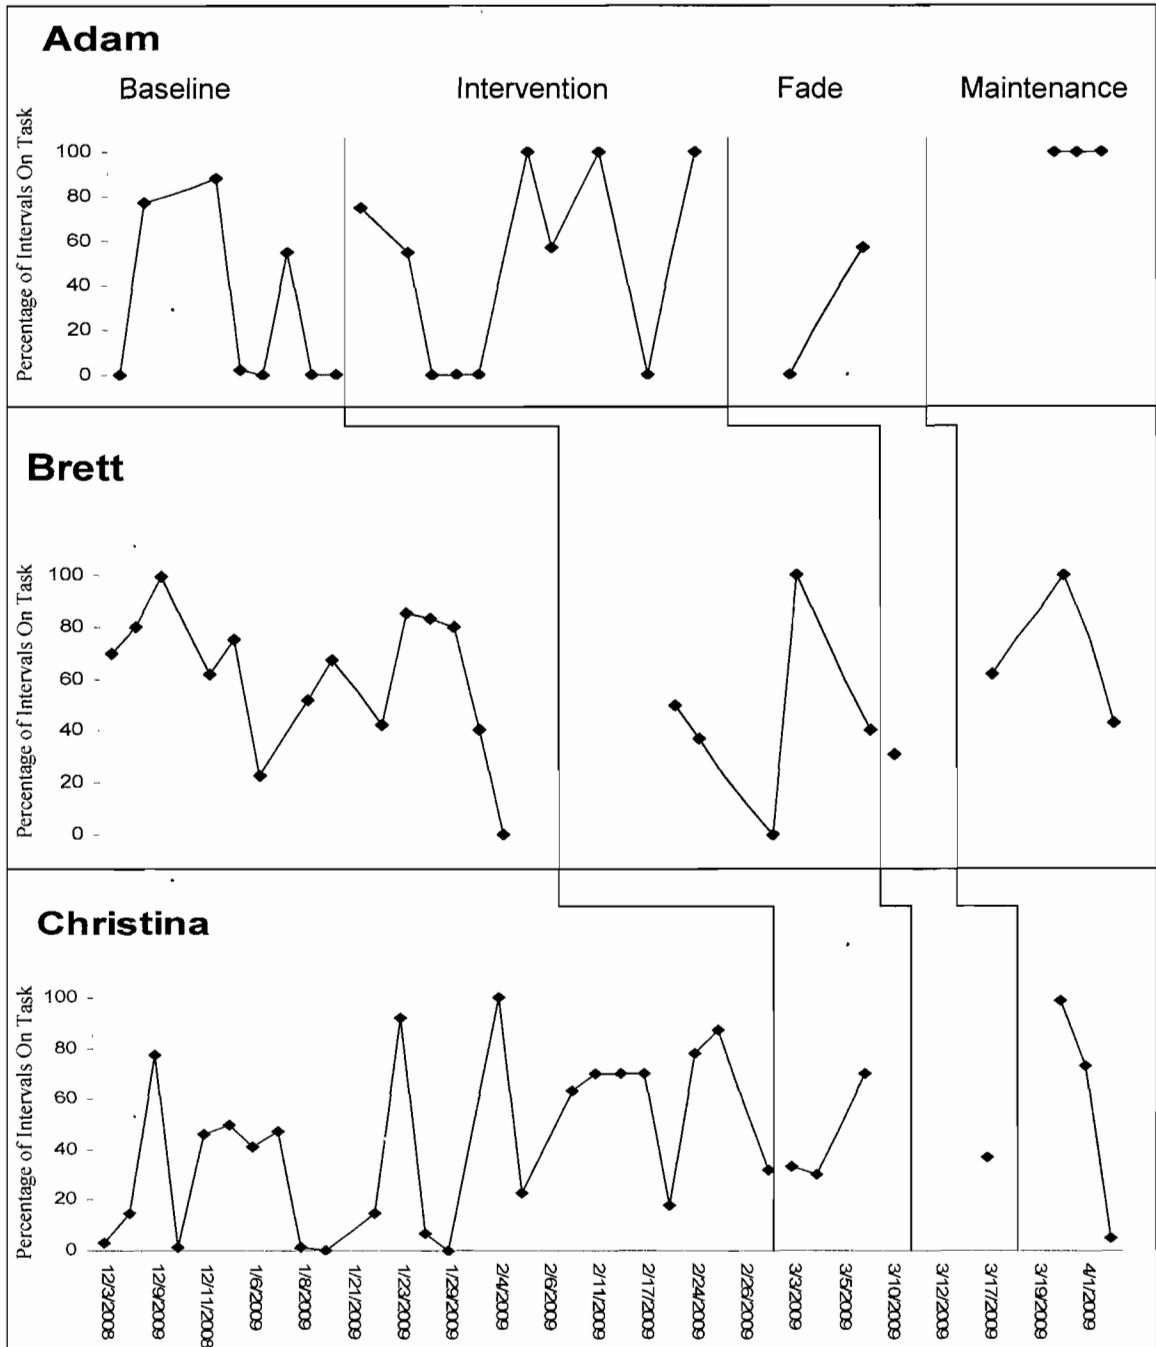 Adam
Baseline Intervention Fade Maintenance
Percentage of Intervals On Task
100
80
60
40
20
0
Brett
Percentage of Intervals On Task
100
80
60
40
20
0
Christina
Percentage of Intervals On Task
100
80
60
40
20
0
12/3/2008 12/9/2009 12/11/2008 1/6/2009 1/8/2009 1/21/2009 1/23/2009 1/29/2009 2/4/2009 2/6/2009 2/11/2009 2/17/2009 2/24/2009 2/26/2009 3/3/2009 3/5/2009 3/10/2009 3/12/2009 3/17/2009 3/19/2009 4/1/2009